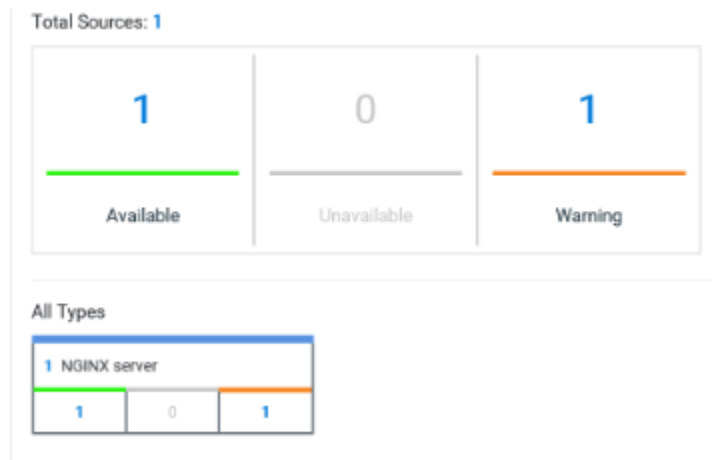 Total Sources: 1
1 0 1
Available Unavailable Warning
All Types
1 NGINX server
1 0 1